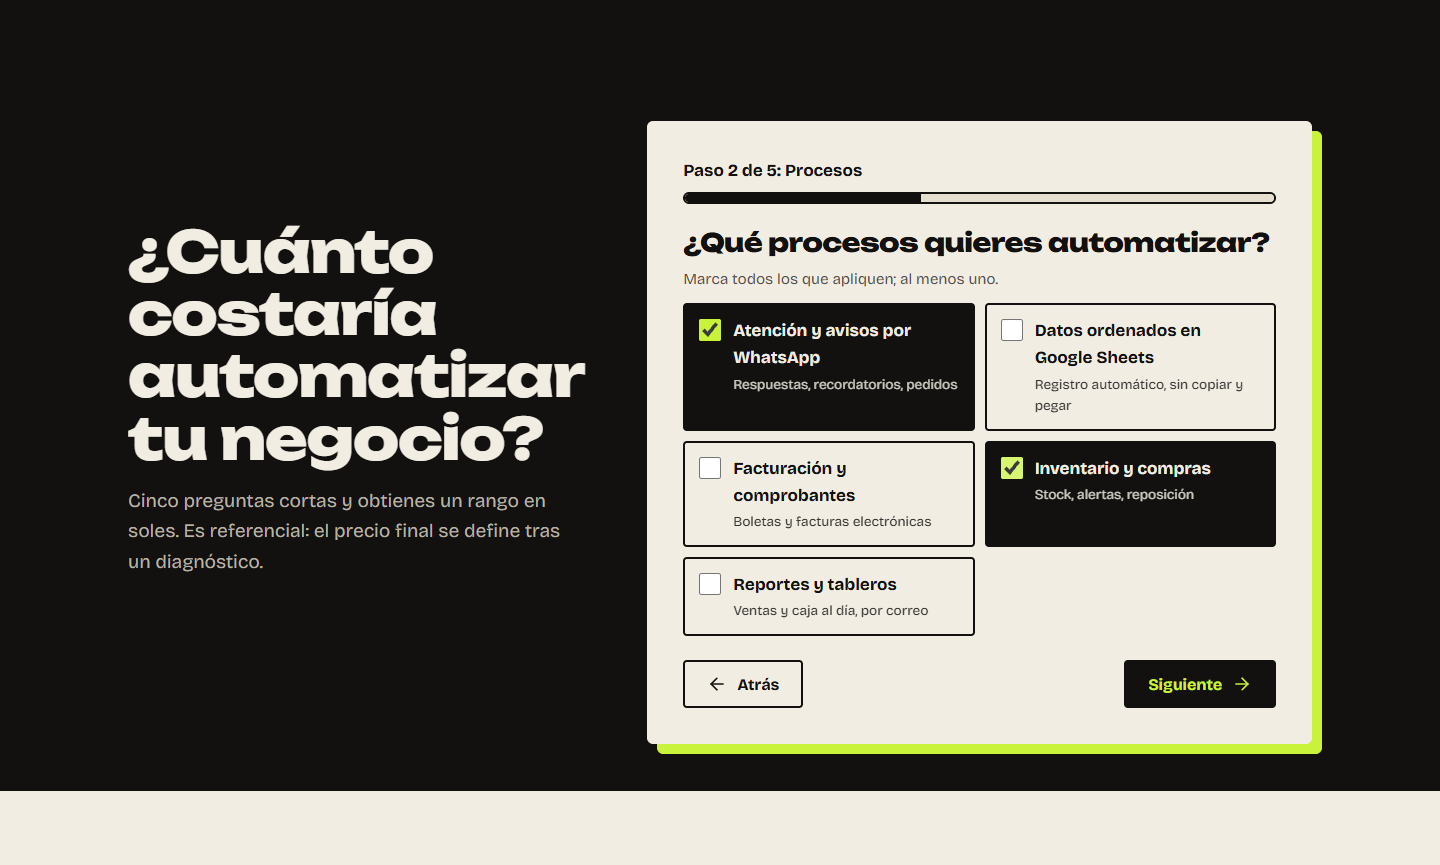 ¿Cuánto
costaría
automatizar
tu negocio?
Cinco preguntas cortas y obtienes un rango en
soles. Es referencial: el precio final se define tras
un diagnóstico.
Paso 2 de 5: Procesos
¿Qué procesos quieres automatizar?
Marca todos los que apliquen; al menos uno.
Atención y avisos por
WhatsApp
Respuestas, recordatorios, pedidos
Datos ordenados en
Google Sheets
Registro automático, sin copiar y
pegar
Facturación y
comprobantes
Boletas y facturas electrónicas
Inventario y compras
Stock, alertas, reposición
Reportes y tableros
Ventas y caja al día, por correo
Atrás
Siguiente